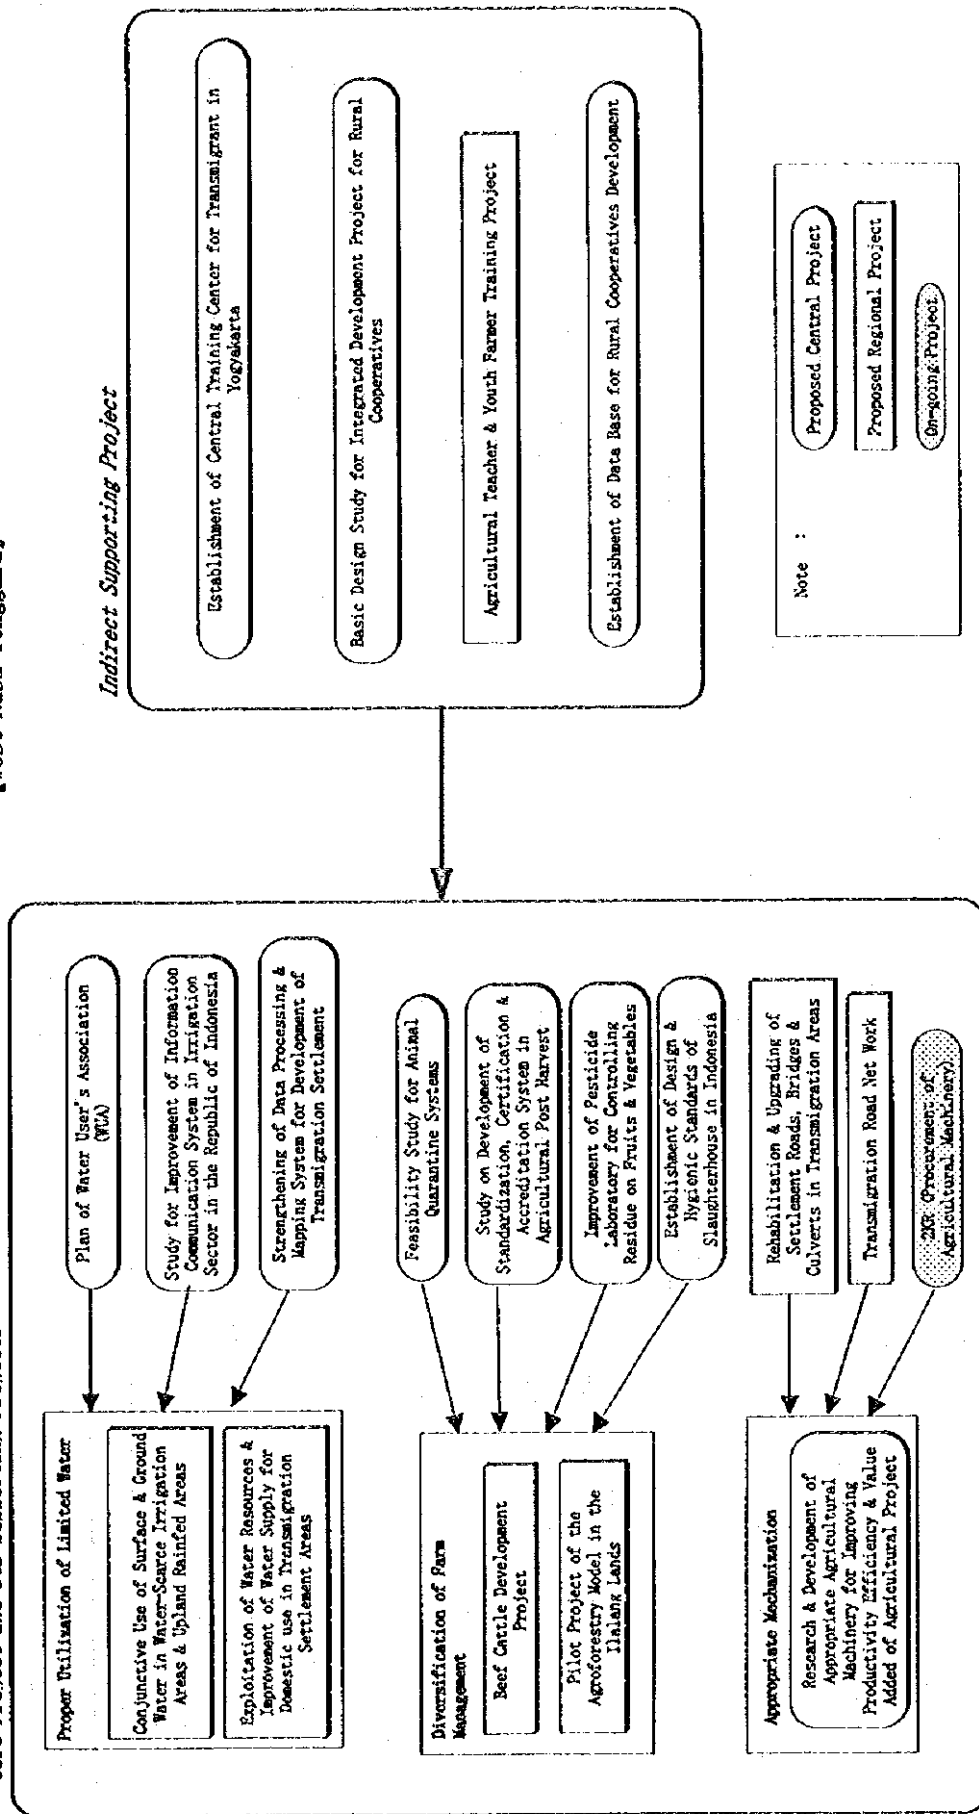 Indirect Supporting Project
Proper Utilization of Limited Water
Conjunctive Use of Surface & Ground
Water in Water-Scarce Irrigation
Areas & Upland Rainfed Areas
Exploitation of Water Resources &
Improvement of Water Supply for
Domestic use in Transmigration
Settlement Areas
Plan of Water User's Association
(WUA)
Study for Improvement of Information
Communication System in Irrigation
Sector in the Republic of Indonesia
Strengthening of Data Processing &
Mapping System for Development of
Transmigration Settlement
Diversification of Farm
Management
Beef Cattle Development
Project
Pilot Project of the
Agroforestry Model in the
Ilalang Lands
Feasibility Study for Animal
Quarantine Systems
Study on Development of
Standardization, Certification &
Accreditation System in
Agricultural Post Harvest
Improvement of Pesticide
Laboratory for Controlling
Residue on Fruits & Vegetables
Establishment of Design &
Hygienic Standards of
Slaughterhouse in Indonesia
Appropriate Mechanization
Research & Development of
Appropriate Agricultural
Machinery for Improving
Productivity Efficiency & Value
Added of Agricultural Project
Rehabilitation & Upgrading of
Settlement Roads, Bridges &
Culverts in Transmigration Areas
Transmigration Road Net Work
2KR (Procurement of
Agricultural Machinery)
Establishment of Central Training Center for Transmigrant in
Yogyakarta
Basic Design Study for Integrated Development Project for Rural
Cooperatives
Agricultural Teacher & Youth Farmer Training Project
Establishment of Data Base for Rural Cooperatives Development
Note :
Proposed Central Project
Proposed Regional Project
On-going Project